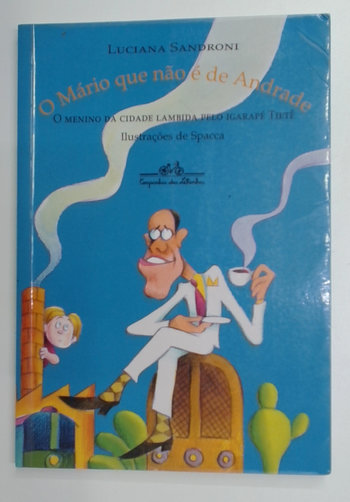 LUCIANA SANDRONI
O Mário que não é de Andrade
O MENINO DA CIDADE LAMBIDA PELO IGARAPÉ TIETÊ
Ilustrações de Spacca
Companhia das Letrinhas